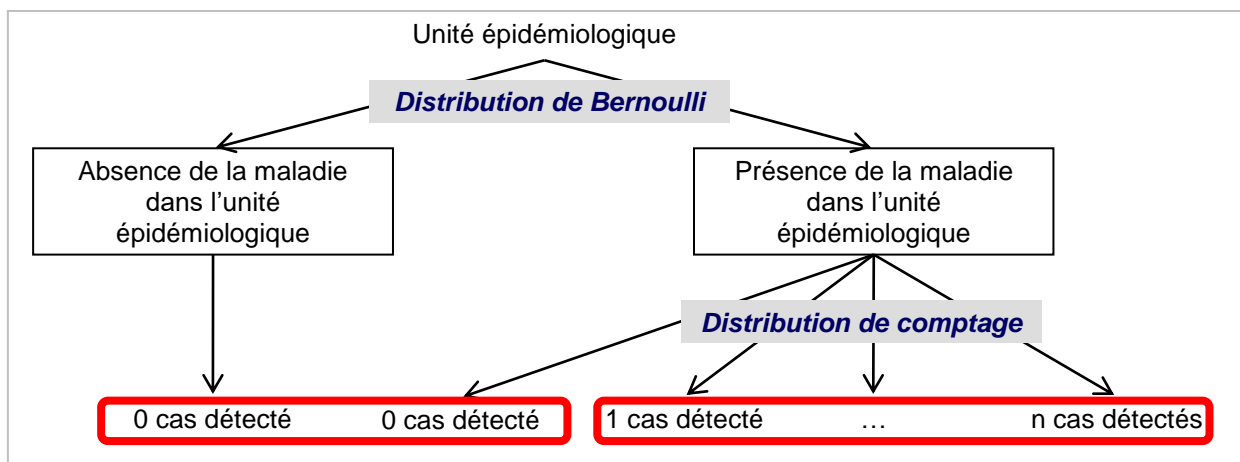 Unité épidémiologique
Distribution de Bernoulli
Absence de la maladie
dans l'unité
épidémiologique
Présence de la maladie
dans l'unité
épidémiologique
Distribution de comptage
0 cas détecté
0 cas détecté
1 cas détecté
…
n cas détectés